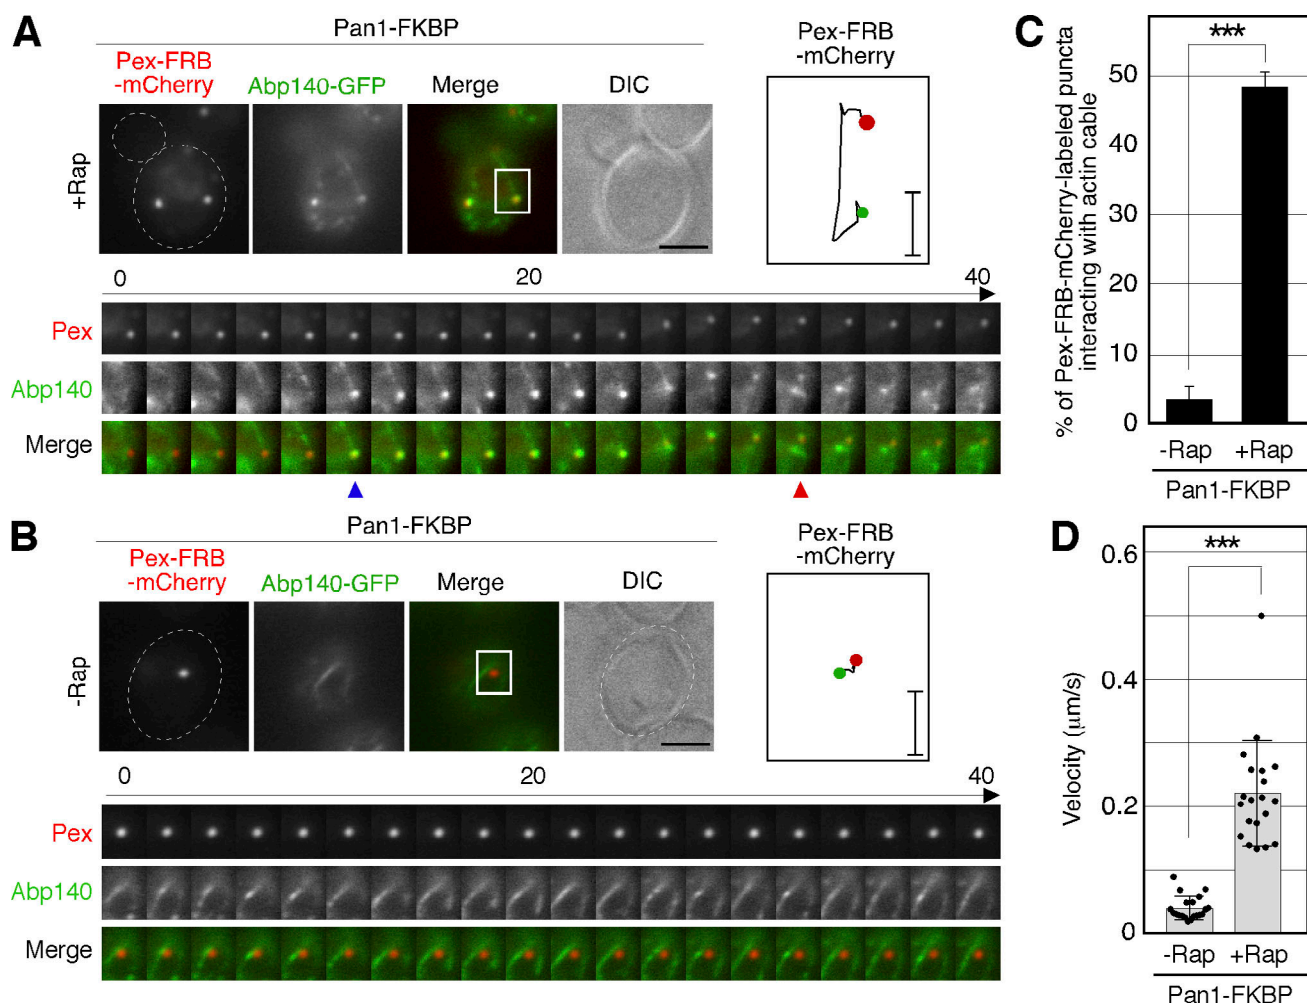 A
Pan1-FKBP
Pex-FRB
-mCherry
Abp140-GFP
Merge
DIC
Pex-FRB
-mCherry
+Rap
0
20
40
Pex
Abp140
Merge
B
Pan1-FKBP
Pex-FRB
-mCherry
Abp140-GFP
Merge
DIC
Pex-FRB
-mCherry
-Rap
0
20
40
Pex
Abp140
Merge
C
% of Pex-FRB-mCherry-labeled puncta
interacting with actin cable
***
50
40
30
20
10
0
-Rap
+Rap
Pan1-FKBP
D
Velocity (μm/s)
***
0.6
0.4
0.2
0
-Rap
+Rap
Pan1-FKBP